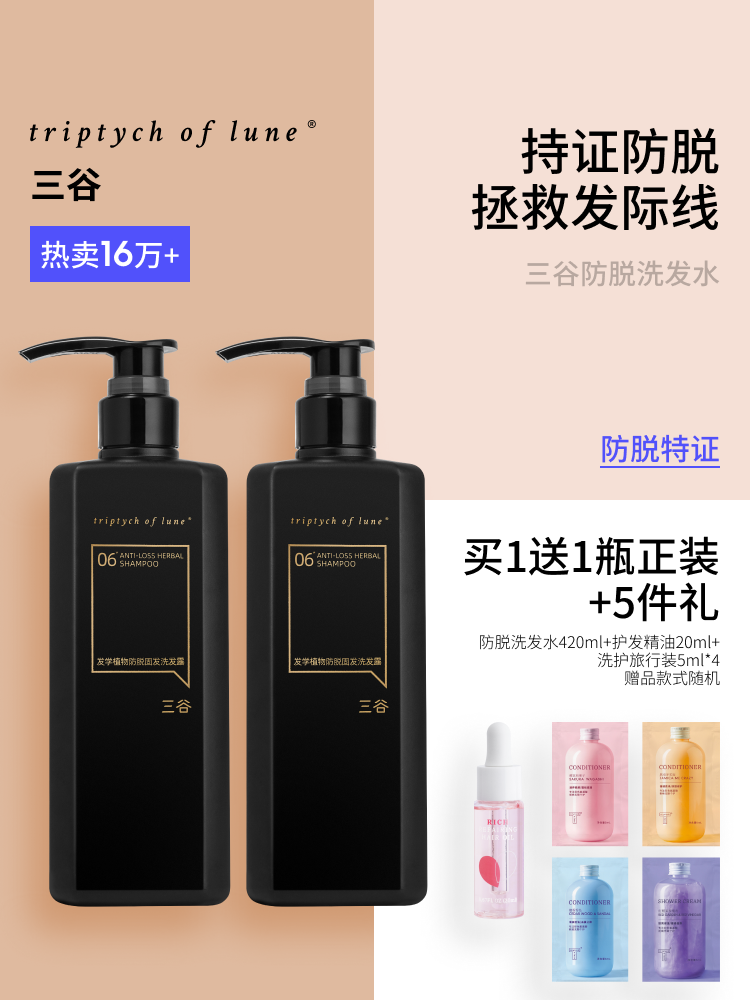 triptych of lune®
三谷
热卖16万+
持证防脱
拯救发际线
三谷防脱洗发水
防脱特证
triptych of lune®
06 ANTI-LOSS HERBAL
SHAMPOO
发学植物防脱固发洗发露
三谷
triptych of lune®
06 ANTI-LOSS HERBAL
SHAMPOO
发学植物防脱固发洗发露
三谷
买1送1瓶正装
+5件礼
防脱洗发水420ml+护发精油20ml+
洗护旅行装5ml*4
赠品款式随机
RICH
CONDITIONER
CONDITIONER
CONDITIONER
SHOWER CREAM